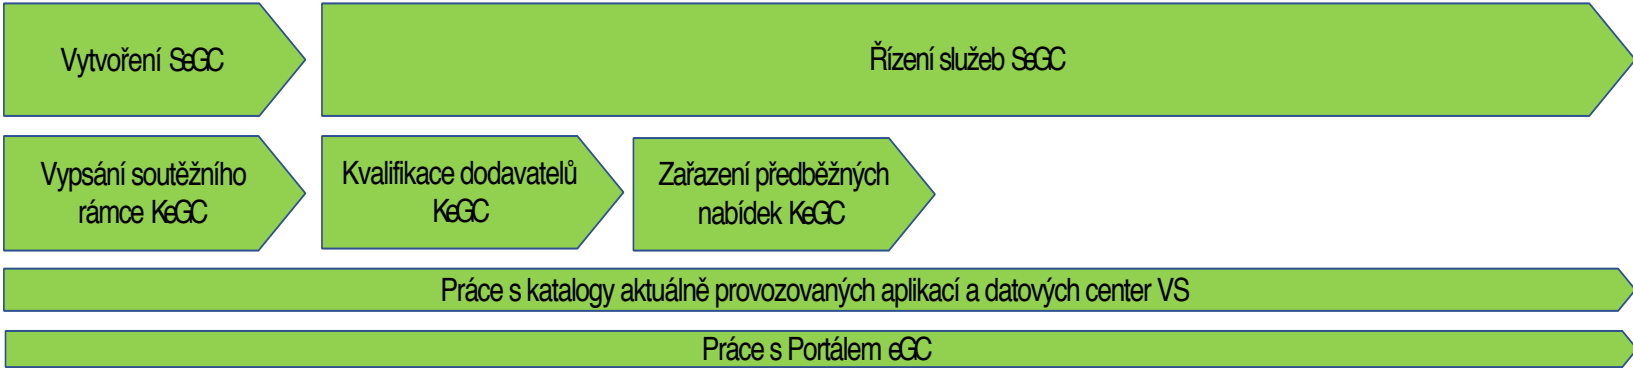 Vytvoření SeGC
Řízení služeb SeGC
Vypsání soutěžního
rámce KeGC
Kvalifikace dodavatelů
KeGC
Zařazení předběžných
nabídek KeGC
Práce s katalogy aktuálně provozovaných aplikací a datových center VS
Práce s Portálem eGC